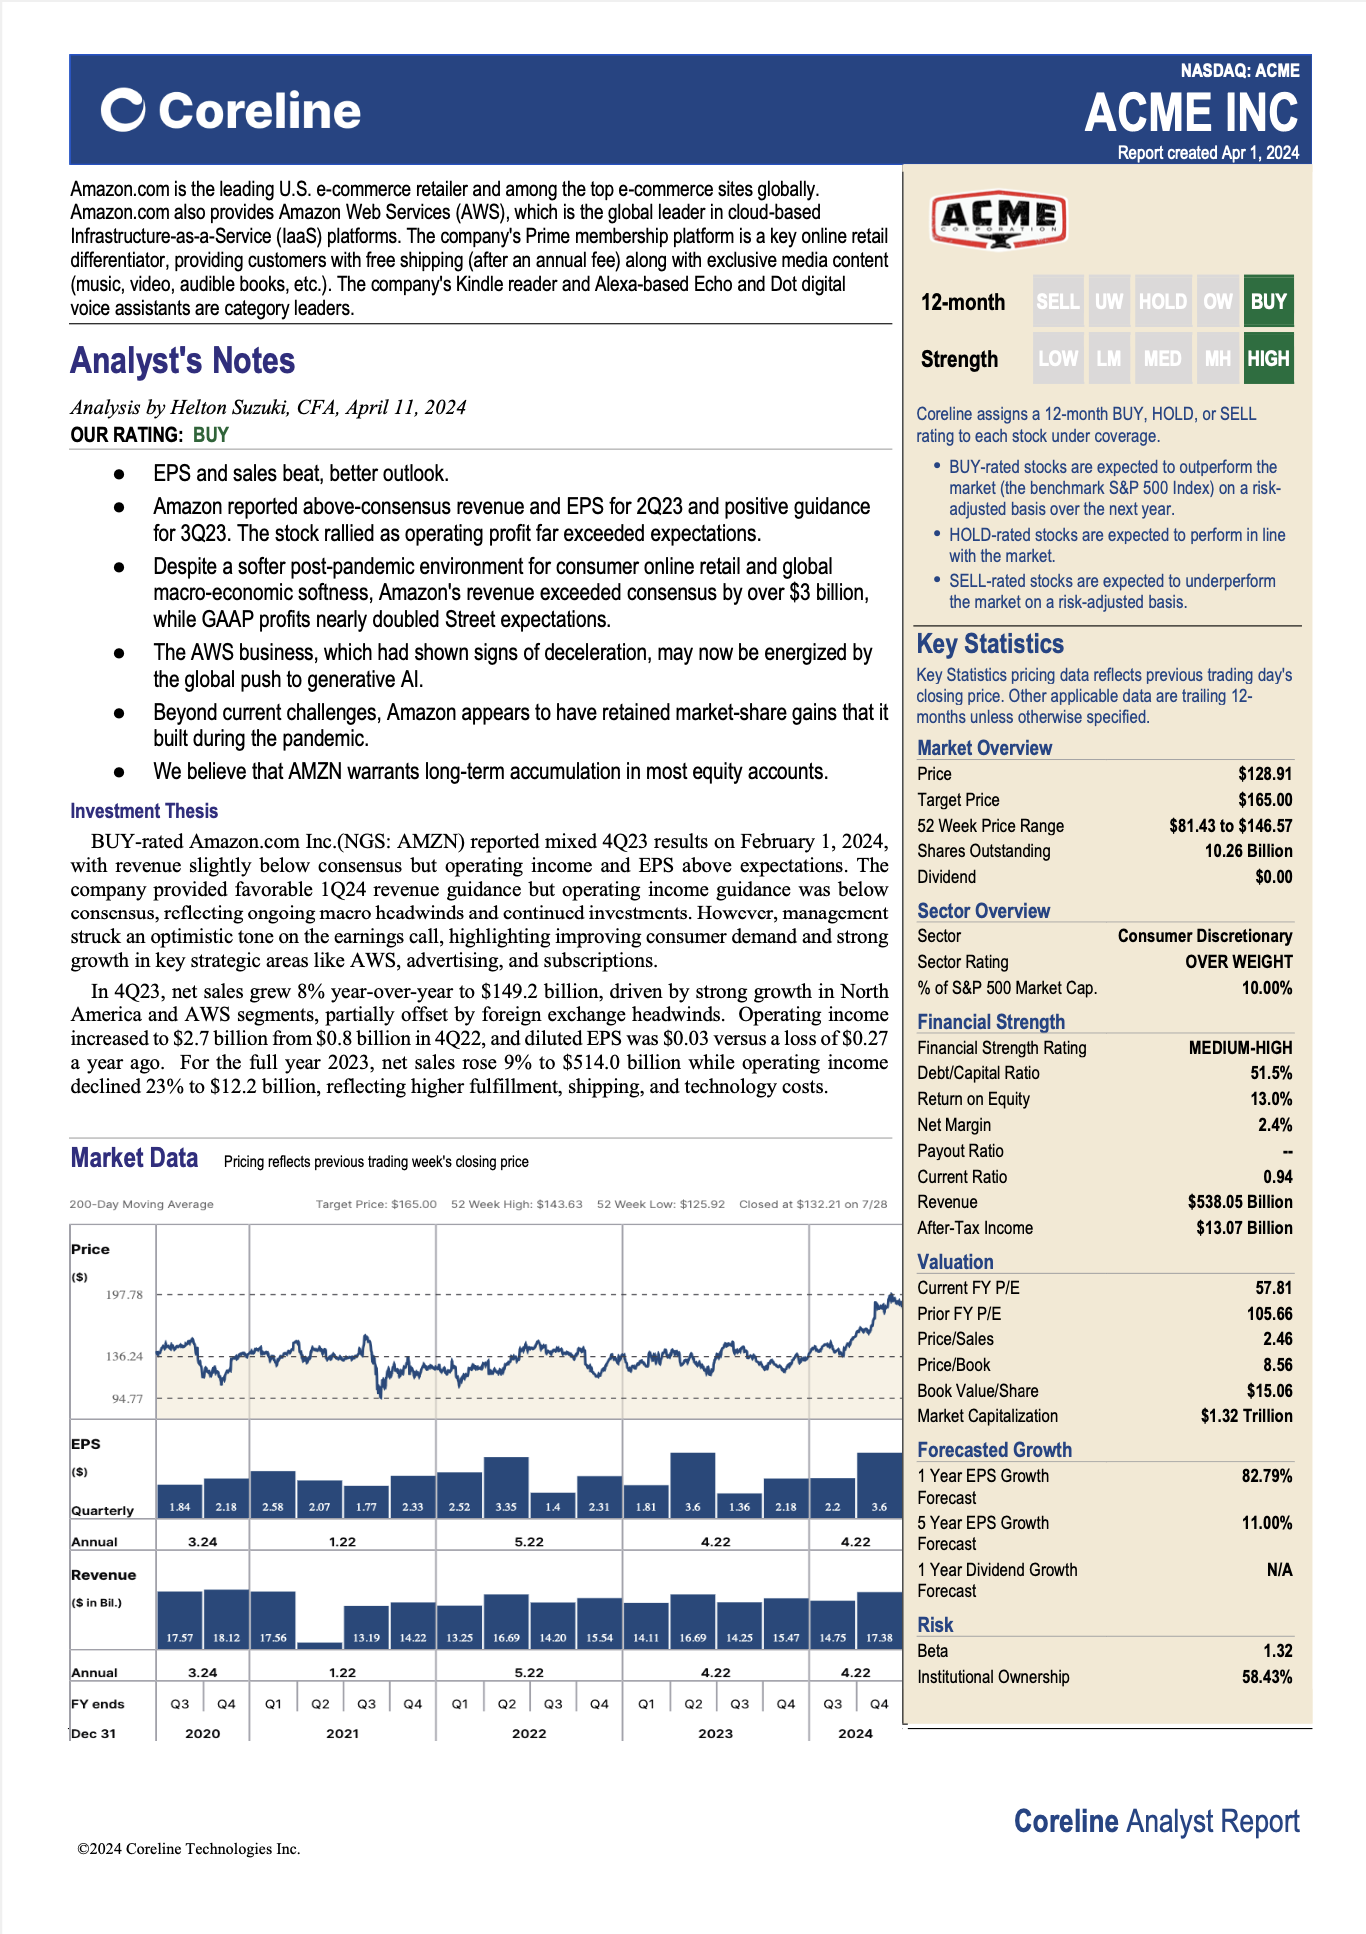 Coreline
NASDAQ: ACME
ACME INC
Report created Apr 1, 2024
Amazon.com is the leading U.S. e-commerce retailer and among the top e-commerce sites globally.
Amazon.com also provides Amazon Web Services (AWS), which is the global leader in cloud-based
Infrastructure-as-a-Service (IaaS) platforms. The company's Prime membership platform is a key online retail
differentiator, providing customers with free shipping (after an annual fee) along with exclusive media content
(music, video, audible books, etc.). The company's Kindle reader and Alexa-based Echo and Dot digital
voice assistants are category leaders.
Analyst's Notes
Analysis by Helton Suzuki, CFA, April 11, 2024
OUR RATING: BUY
● EPS and sales beat, better outlook.
● Amazon reported above-consensus revenue and EPS for 2Q23 and positive guidance
for 3Q23. The stock rallied as operating profit far exceeded expectations.
● Despite a softer post-pandemic environment for consumer online retail and global
macro-economic softness, Amazon's revenue exceeded consensus by over $3 billion,
while GAAP profits nearly doubled Street expectations.
● The AWS business, which had shown signs of deceleration, may now be energized by
the global push to generative AI.
● Beyond current challenges, Amazon appears to have retained market-share gains that it
built during the pandemic.
● We believe that AMZN warrants long-term accumulation in most equity accounts.
Investment Thesis
BUY-rated Amazon.com Inc.(NGS: AMZN) reported mixed 4Q23 results on February 1, 2024,
with revenue slightly below consensus but operating income and EPS above expectations. The
company provided favorable 1Q24 revenue guidance but operating income guidance was below
consensus, reflecting ongoing macro headwinds and continued investments. However, management
struck an optimistic tone on the earnings call, highlighting improving consumer demand and strong
growth in key strategic areas like AWS, advertising, and subscriptions.
In 4Q23, net sales grew 8% year-over-year to $149.2 billion, driven by strong growth in North
America and AWS segments, partially offset by foreign exchange headwinds. Operating income
increased to $2.7 billion from $0.8 billion in 4Q22, and diluted EPS was $0.03 versus a loss of $0.27
a year ago. For the full year 2023, net sales rose 9% to $514.0 billion while operating income
declined 23% to $12.2 billion, reflecting higher fulfillment, shipping, and technology costs.
Market Data Pricing reflects previous trading week's closing price
200-Day Moving Average Target Price: $165.00 52 Week High: $143.63 52 Week Low: $125.92 Closed at $132.21 on 7/28
Price
($)
197.78
136.24
94.77
EPS
($)
Quarterly 1.84 2.18 2.58 2.07 1.77 2.33 2.52 3.35 1.4 2.31 1.81 3.6 1.36 2.18 2.2 3.6
Annual 3.24 1.22 5.22 4.22 4.22
Revenue
($ in Bil.)
17.57 18.12 17.56 13.19 14.22 13.25 16.69 14.20 15.54 14.11 16.69 14.25 15.47 14.75 17.38
Annual 3.24 1.22 5.22 4.22 4.22
FY ends Q3 Q4 Q1 Q2 Q3 Q4 Q1 Q2 Q3 Q4 Q1 Q2 Q3 Q4 Q3 Q4
Dec 31 2020 2021 2022 2023 2024
ACME
CORPORATION
12-month SELL UW HOLD OW BUY
Strength LOW LM MED MH HIGH
Coreline assigns a 12-month BUY, HOLD, or SELL
rating to each stock under coverage.
• BUY-rated stocks are expected to outperform the
market (the benchmark S&P 500 Index) on a risk-
adjusted basis over the next year.
• HOLD-rated stocks are expected to perform in line
with the market.
• SELL-rated stocks are expected to underperform
the market on a risk-adjusted basis.
Key Statistics
Key Statistics pricing data reflects previous trading day's
closing price. Other applicable data are trailing 12-
months unless otherwise specified.
Market Overview
Price $128.91
Target Price $165.00
52 Week Price Range $81.43 to $146.57
Shares Outstanding 10.26 Billion
Dividend $0.00
Sector Overview
Sector Consumer Discretionary
Sector Rating OVER WEIGHT
% of S&P 500 Market Cap. 10.00%
Financial Strength
Financial Strength Rating MEDIUM-HIGH
Debt/Capital Ratio 51.5%
Return on Equity 13.0%
Net Margin 2.4%
Payout Ratio --
Current Ratio 0.94
Revenue $538.05 Billion
After-Tax Income $13.07 Billion
Valuation
Current FY P/E 57.81
Prior FY P/E 105.66
Price/Sales 2.46
Price/Book 8.56
Book Value/Share $15.06
Market Capitalization $1.32 Trillion
Forecasted Growth
1 Year EPS Growth 82.79%
Forecast
5 Year EPS Growth 11.00%
Forecast
1 Year Dividend Growth N/A
Forecast
Risk
Beta 1.32
Institutional Ownership 58.43%
Coreline Analyst Report
©2024 Coreline Technologies Inc.